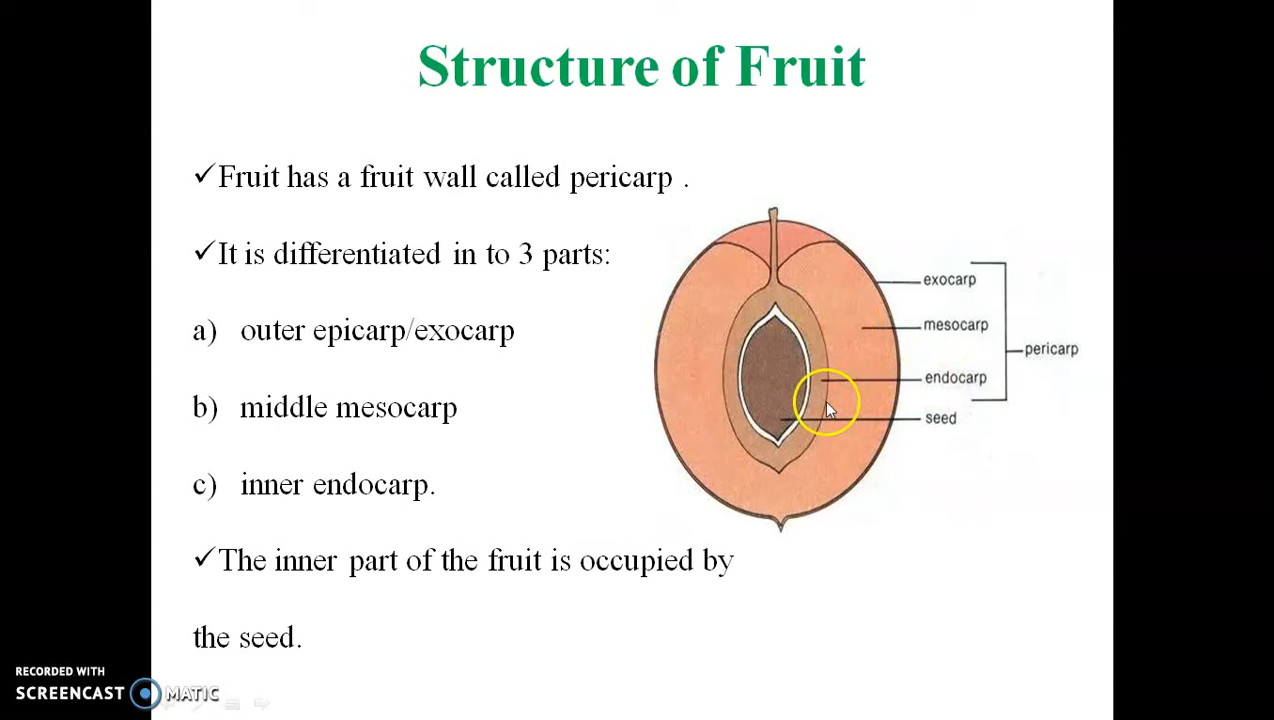 Structure of Fruit
✓Fruit has a fruit wall called pericarp .
✓It is differentiated in to 3 parts:
a) outer epicarp/exocarp
b) middle mesocarp
c) inner endocarp.
✓The inner part of the fruit is occupied by
the seed.
exocarp
mesocarp
pericarp
endocarp
seed
RECORDED WITH
SCREENCAST MATIC